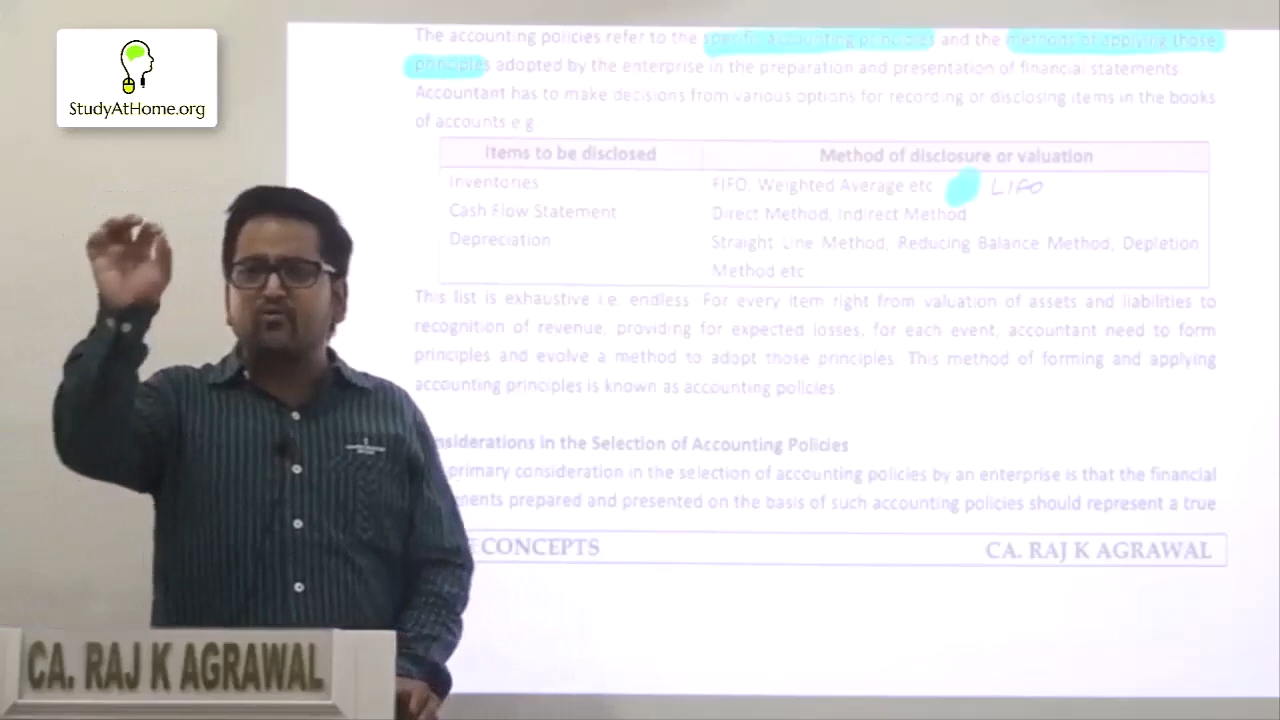 StudyAtHome.org
The accounting policies refer to the specific accounting principles and the methods of applying those
principles adopted by the enterprise in the preparation and presentation of financial statements
Accountant has to make decisions from various options for recording or disclosing items in the books
of accounts e g
Items to be disclosed Method of disclosure or valuation
Inventories FIFO, Weighted Average etc LIFO
Cash Flow Statement Direct Method, Indirect Method
Depreciation Straight Line Method, Reducing Balance Method, Depletion
Method etc
This list is exhaustive i.e. endless. For every item right from valuation of assets and liabilities to
recognition of revenue, providing for expected losses, for each event, accountant need to form
principles and evolve a method to adopt those principles. This method of forming and applying
accounting principles is known as accounting policies.
nsiderations in the Selection of Accounting Policies
primary consideration in the selection of accounting policies by an enterprise is that the financial
ments prepared and presented on the basis of such accounting policies should represent a true
CONCEPTS CA. RAJ K AGRAWAL
CA. RAJ K AGRAWAL